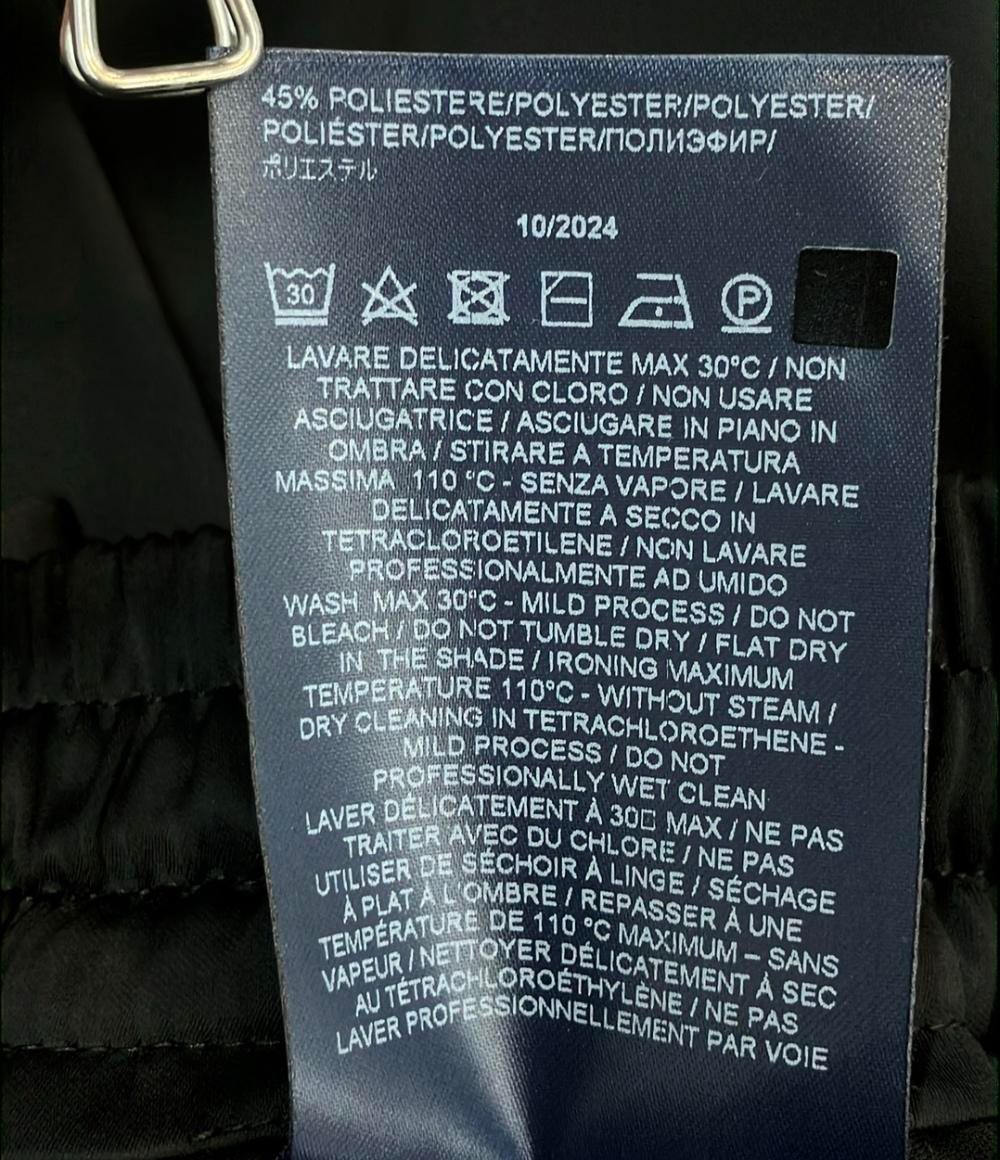 45% POLIESTERE/POLYESTER/POLYESTER/
POLIÉSTER/POLYESTER/ПОЛИЭФИР/
ポリエステル
10/2024
30 P
LAVARE DELICATAMENTE MAX 30°C / NON
TRATTARE CON CLORO / NON USARE
ASCIUGATRICE / ASCIUGARE IN PIANO IN
OMBRA / STIRARE A TEMPERATURA
MASSIMA 110 °C - SENZA VAPORE / LAVARE
DELICATAMENTE A SECCO IN
TETRACLOROETILENE / NON LAVARE
PROFESSIONALMENTE AD UMIDO
WASH MAX 30°C - MILD PROCESS / DO NOT
BLEACH / DO NOT TUMBLE DRY / FLAT DRY
IN THE SHADE / IRONING MAXIMUM
TEMPERATURE 110°C - WITHOUT STEAM /
DRY CLEANING IN TETRACHLOROETHENE -
MILD PROCESS / DO NOT
PROFESSIONALLY WET CLEAN
LAVER DÉLICATEMENT À 30□ MAX / NE PAS
TRAITER AVEC DU CHLORE / NE PAS
UTILISER DE SÉCHOIR À LINGE / SÉCHAGE
À PLAT À L'OMBRE / REPASSER À UNE
TEMPÉRATURE DE 110 °C MAXIMUM – SANS
VAPEUR / NETTOYER DÉLICATEMENT À SEC
AU TÉTRACHLOROÉTHYLÈNE / NE PAS
LAVER PROFESSIONNELLEMENT PAR VOIE